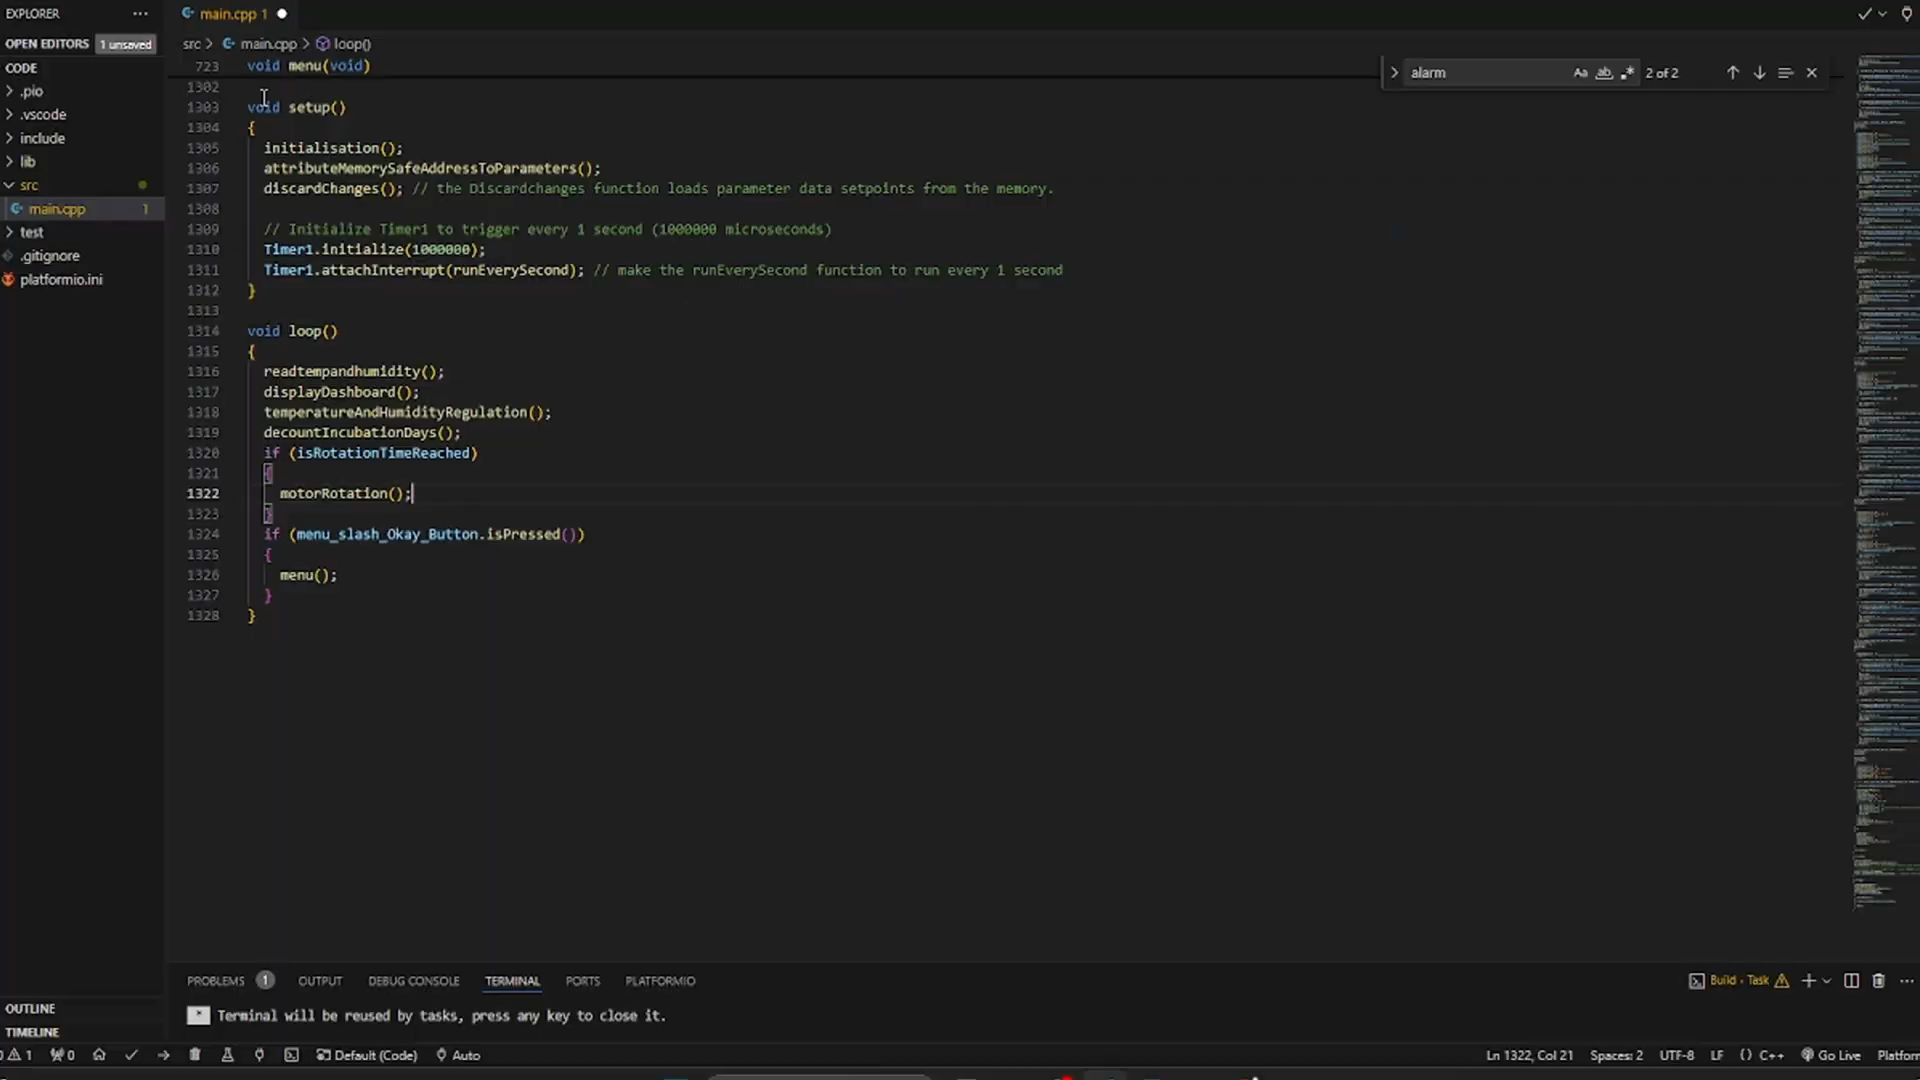 EXPLORER
main.cpp 1
OPEN EDITORS 1 unsaved
src > main.cpp > loop()
CODE
.pio
.vscode
include
lib
src
main.cpp 1
test
.gitignore
platformio.ini
OUTLINE
TIMELINE
alarm Aa ab 2 of 2
723 void menu(void)
1302
1303 void setup()
1304 {
1305 initialisation();
1306 attributeMemorySafeAddressToParameters();
1307 discardChanges(); // the Discardchanges function loads parameter data setpoints from the memory.
1308
1309 // Initialize Timer1 to trigger every 1 second (1000000 microseconds)
1310 Timer1.initialize(1000000);
1311 Timer1.attachInterrupt(runEverySecond); // make the runEverySecond function to run every 1 second
1312 }
1313
1314 void loop()
1315 {
1316 readtempandhumidity();
1317 displayDashboard();
1318 temperatureAndHumidityRegulation();
1319 decountIncubationDays();
1320 if (isRotationTimeReached)
1321 {
1322 motorRotation();
1323 }
1324 if (menu_slash_Okay_Button.isPressed())
1325 {
1326 menu();
1327 }
1328 }
PROBLEMS 1 OUTPUT DEBUG CONSOLE TERMINAL PORTS PLATFORMIO
Build - Task
* Terminal will be reused by tasks, press any key to close it.
0 1 0 Default (Code) Auto
Ln 1322, Col 21 Spaces: 2 UTF-8 LF {} C++ Go Live Platform